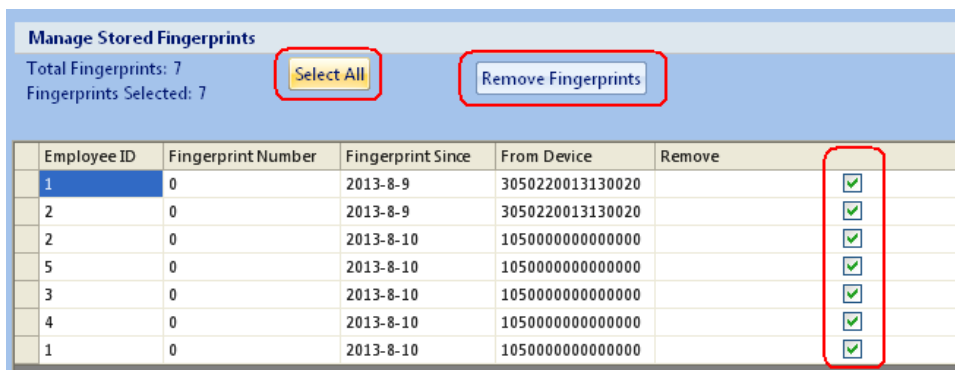 Manage Stored Fingerprints
Total Fingerprints: 7
Select All
Remove Fingerprints
Fingerprints Selected: 7
Employee ID Fingerprint Number Fingerprint Since From Device Remove
1 0 2013-8-9 3050220013130020
2 0 2013-8-9 3050220013130020
2 0 2013-8-10 1050000000000000
5 0 2013-8-10 1050000000000000
3 0 2013-8-10 1050000000000000
4 0 2013-8-10 1050000000000000
1 0 2013-8-10 1050000000000000